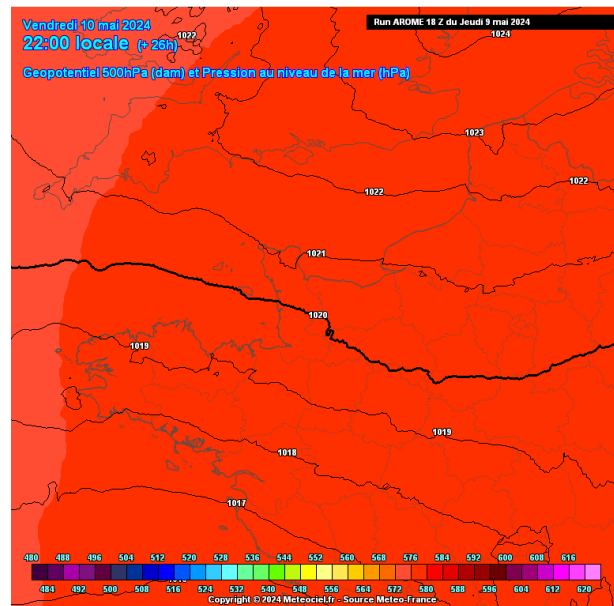 Vendredi 10 mai 2024
Run AROME 18 Z du Jeudi 9 mai 2024
22:00 locale (+ 26h)
Geopotentiel 500hPa (dam) et Pression au niveau de la mer (hPa)
1022
1024
1023
1022
1022
1021
1020
1019
1019
1018
1017
480 488 496 504 512 520 528 536 544 552 560 568 576 584 592 600 608 616
484 492 500 508 516 524 532 540 548 556 564 572 580 588 596 604 612 620
Copyright © 2024 Meteociel.fr - Source Meteo-France